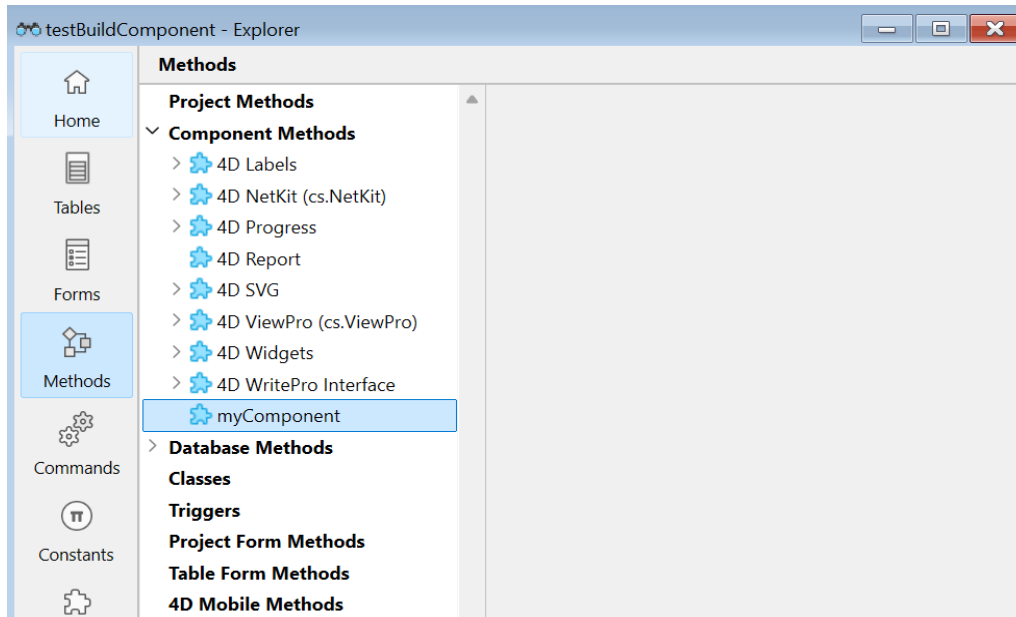 testBuildComponent - Explorer
Methods
Home
Tables
Forms
Methods
Commands
Constants
Project Methods
Component Methods
4D Labels
4D NetKit (cs.NetKit)
4D Progress
4D Report
4D SVG
4D ViewPro (cs.ViewPro)
4D Widgets
4D WritePro Interface
myComponent
Database Methods
Classes
Triggers
Project Form Methods
Table Form Methods
4D Mobile Methods